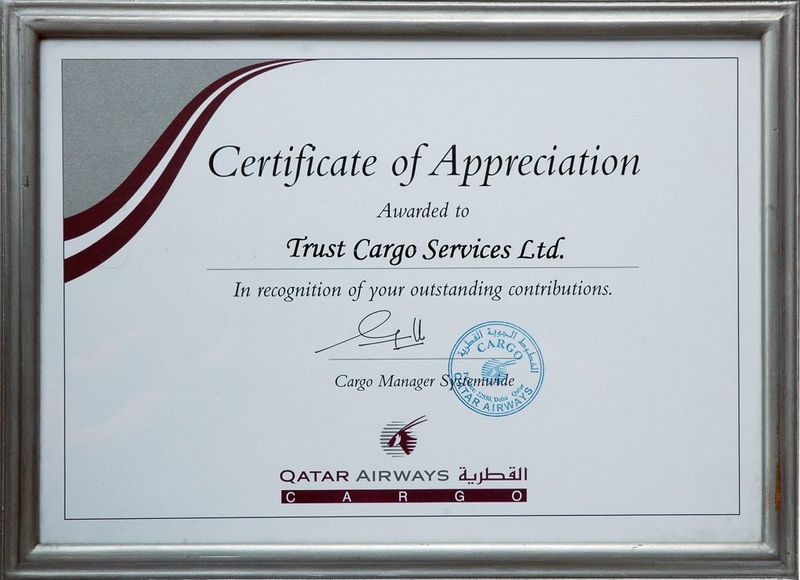 Certificate of Appreciation
Awarded to
Trust Cargo Services Ltd.
In recognition of your outstanding contributions.
الخطوط الجوية القطرية
CARGO
Cargo Manager Systemwide
22550, Doha - Qatar
QATAR AIRWAYS
QATAR AIRWAYS القطرية
CARGO